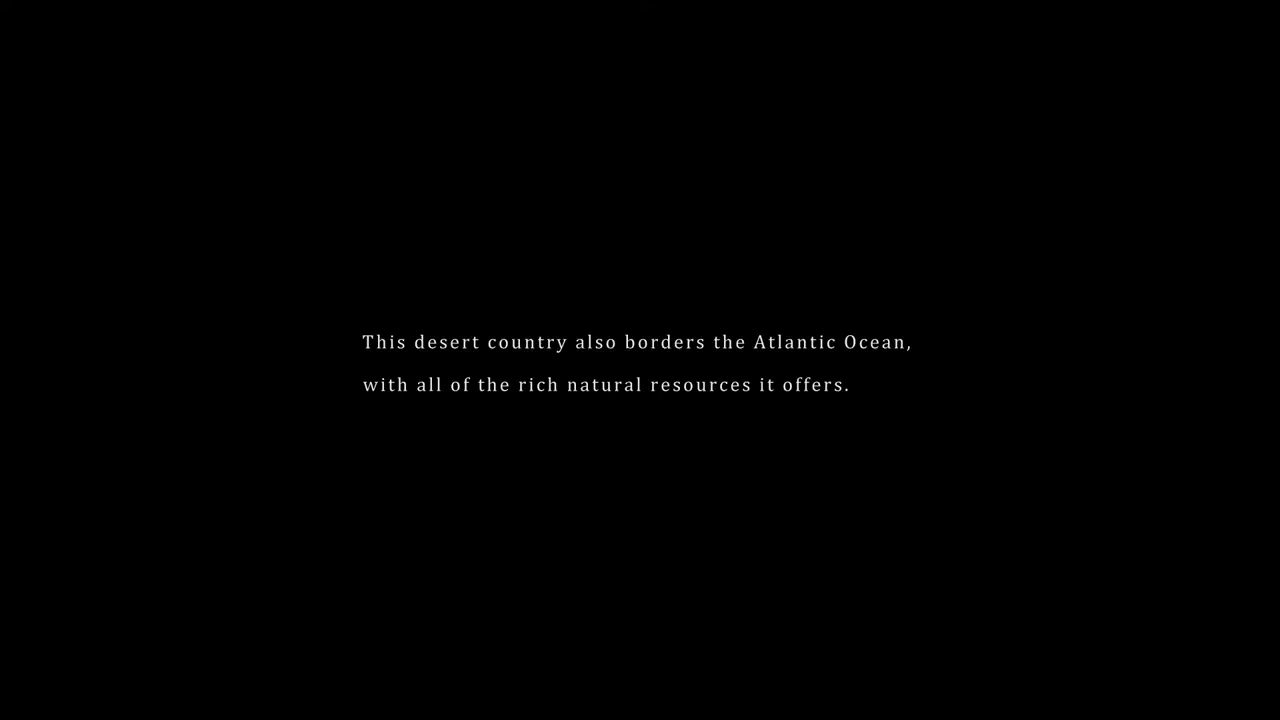 This desert country also borders the Atlantic Ocean,
with all of the rich natural resources it offers.